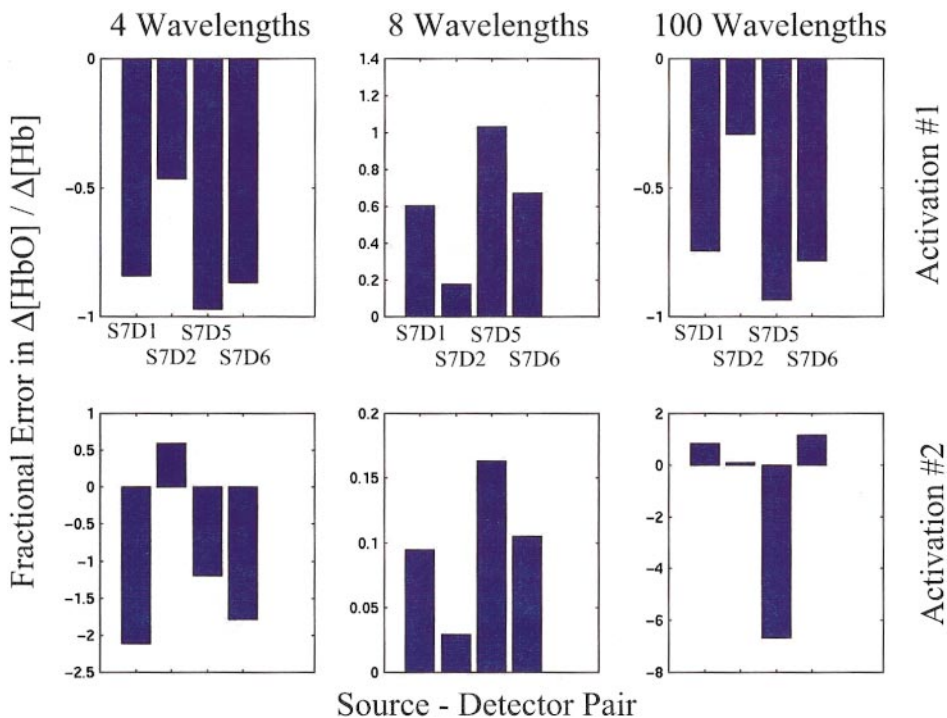 4 Wavelengths
8 Wavelengths
100 Wavelengths
Fractional Error in Δ[HbO] / Δ[Hb]
0
-0.5
-1
S7D1
S7D5
S7D2
S7D6
1.4
1.2
1
0.8
0.6
0.4
0.2
0
S7D1
S7D5
S7D2
S7D6
0
-0.5
-1
S7D1
S7D5
S7D2
S7D6
Activation #1
1
0.5
0
-0.5
-1
-1.5
-2
-2.5
0.2
0.15
0.1
0.05
0
2
0
-2
-4
-6
-8
Activation #2
Source - Detector Pair